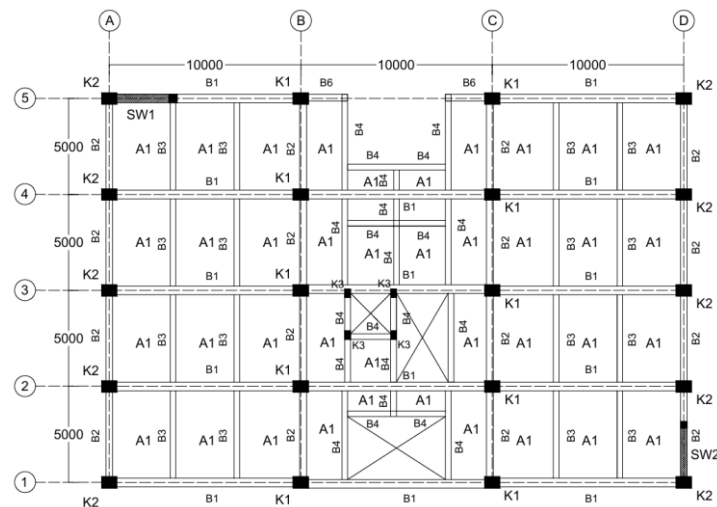 A B C D
10000 10000 10000
K2 B1 K1 B6 B6 K1 B1 K2
5
SW1
B4 B4
5000 B2 A1 B3 A1 B3 A1 B2 A1 B4 B4 A1 B2 A1 B3 A1 B3 A1 B2
K2 B1 K1 A1 B4 A1
4
K1 B1 K2
B4 B1
5000 B2 A1 B3 A1 B3 A1 B2 A1 B4 B4 B4 B4 A1 B2 A1 B3 A1 B3 A1 B2
A1 B4 A1
K2 B1 K1 K3 K3 B1
3
K1 B1 K2
B4 B4
5000 B2 A1 B3 A1 B3 A1 B2 A1 B4 A1 B2 A1 B3 A1 B3 A1 B2
K3 K3
B4 A1 B4
K2 B1 K1 B1 B1
2
K1 K2
A1 B4 A1
5000 B2 A1 B3 A1 B3 A1 B2 A1 B4 B4 B4 A1 B4 B2 A1 B3 A1 B3 A1
SW2
1
K2 B1 K1 B1 K1 B1 K2